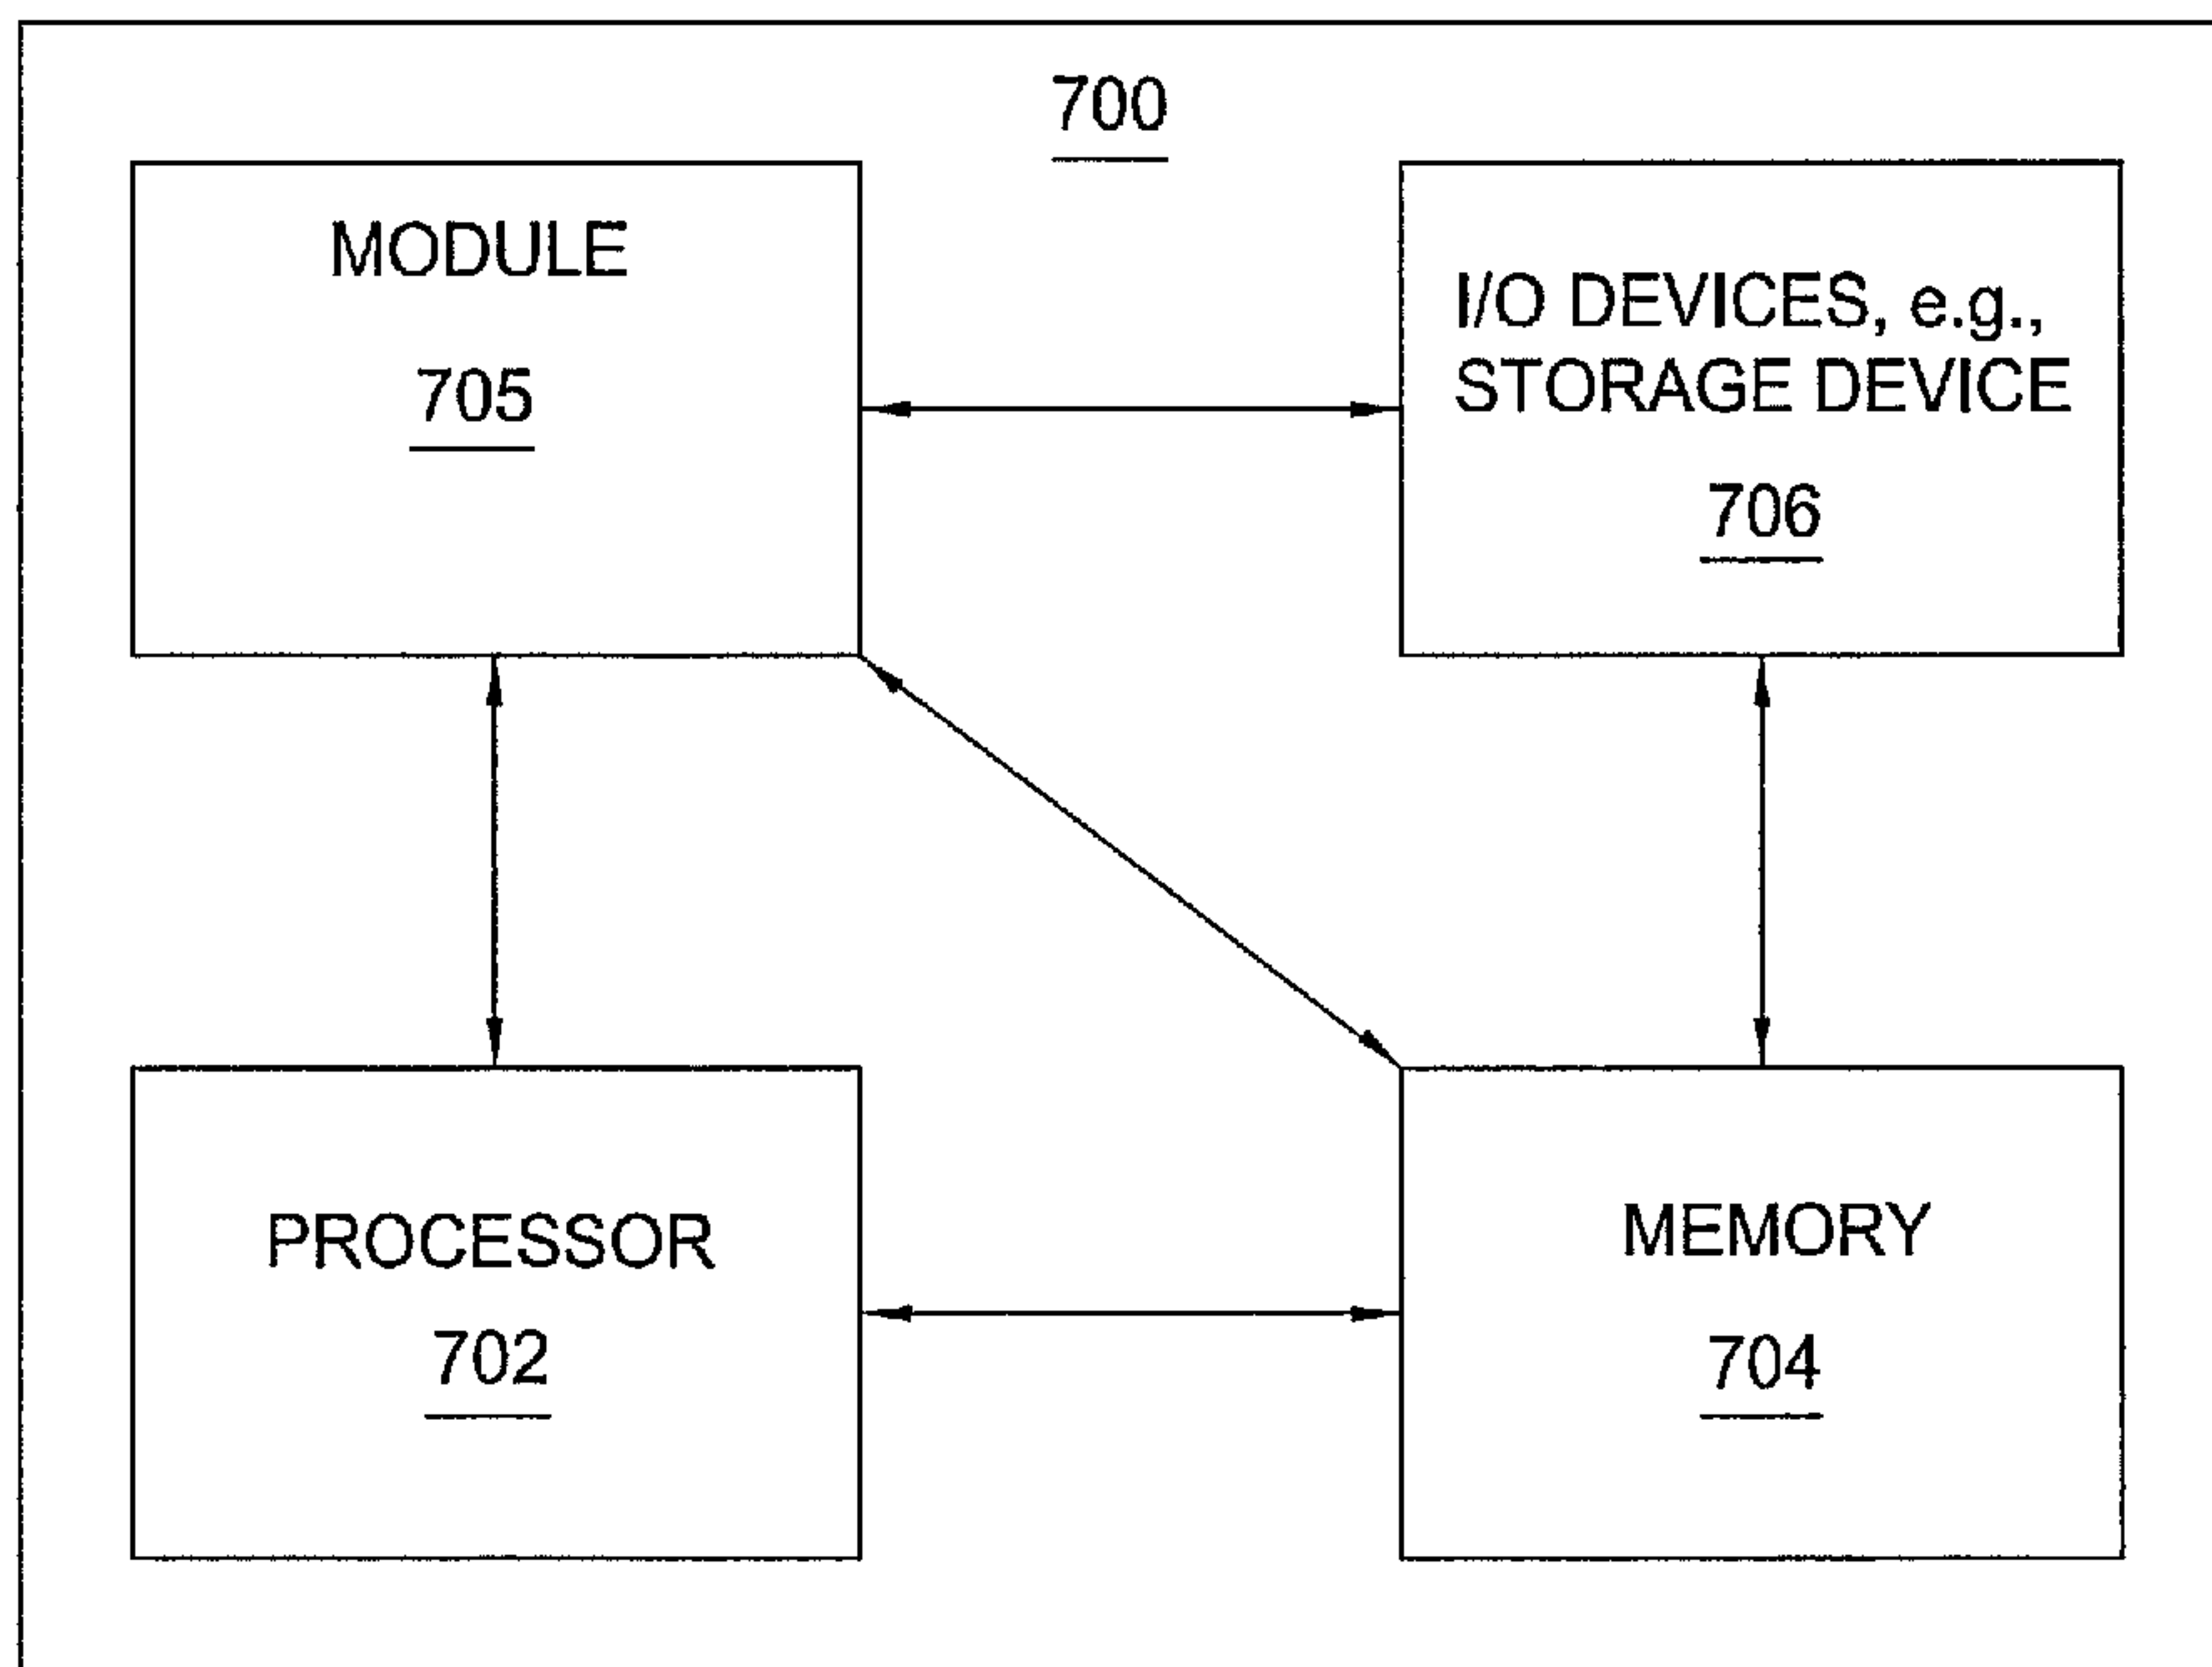 700
MODULE
705
I/O DEVICES, e.g.,
STORAGE DEVICE
706
PROCESSOR
702
MEMORY
704